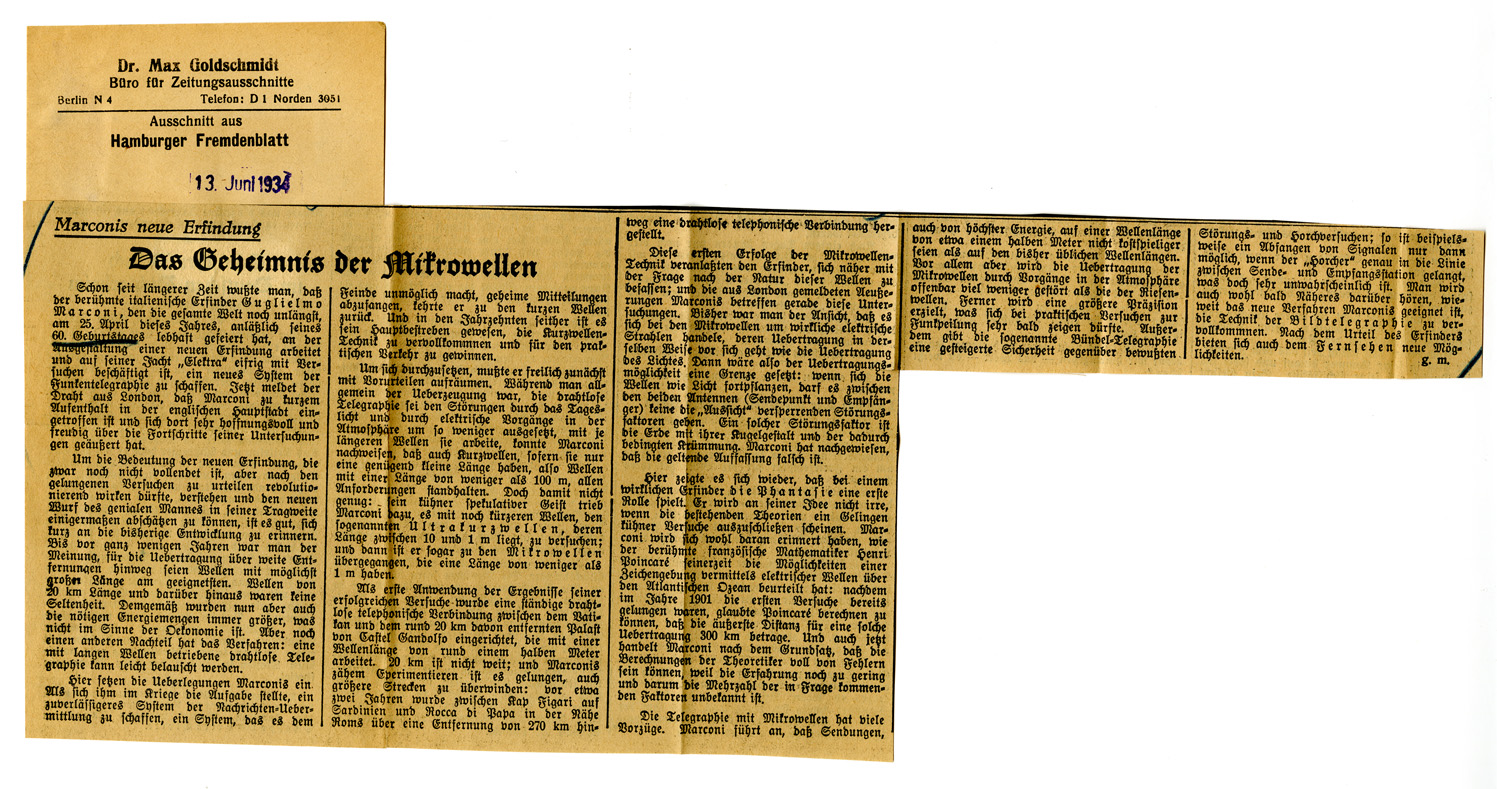 Dr. Max Goldschmidt
Büro für Zeitungsausschnitte
Berlin N 4 Telefon: D 1 Norden 3051
Ausschnitt aus
Hamburger Fremdenblatt
13. Juni 1934
Marconis neue Erfindung
Das Geheimnis der Mikrowellen
Schon seit längerer Zeit wußte man, daß
der berühmte italienische Erfinder Guglielmo
Marconi, den die gesamte Welt noch unlängst,
am 25. April dieses Jahres, anläßlich seines
60. Geburtstages lebhaft gefeiert hat, an der
Ausgestaltung einer neuen Erfindung arbeitet
und auf seiner Jacht „Elektra" eifrig mit Ver-
suchen beschäftigt ist, ein neues System der
Funkentelegraphie zu schaffen. Jetzt meldet der
Draht aus London, daß Marconi zu kurzem
Aufenthalt in der englischen Hauptstadt ein-
getroffen ist und sich dort sehr hoffnungsvoll und
freudig über die Fortschritte seiner Untersuchun-
gen geäußert hat.
Um die Bedeutung der neuen Erfindung, die
zwar noch nicht vollendet ist, aber nach den
gelungenen Versuchen zu urteilen revolutio-
nierend wirken dürfte, verstehen und den neuen
Wurf des genialen Mannes in seiner Tragweite
einigermaßen abschätzen zu können, ist es gut, sich
kurz an die bisherige Entwicklung zu erinnern.
Bis vor ganz wenigen Jahren war man der
Meinung, für die Uebertragung über weite Ent-
fernungen hinweg seien Wellen mit möglichst
großer Länge am geeignetsten. Wellen von
20 km Länge und darüber hinaus waren keine
Seltenheit. Demgemäß wurden nun aber auch
die nötigen Energiemengen immer größer, was
nicht im Sinne der Oekonomie ist. Aber noch
einen anderen Nachteil hat das Verfahren: eine
mit langen Wellen betriebene drahtlose Tele-
graphie kann leicht belauscht werden.
Hier setzen die Ueberlegungen Marconis ein.
Als sich ihm im Kriege die Aufgabe stellte, ein
zuverlässigeres System der Nachrichten-Ueber-
mittlung zu schaffen, ein System, das es dem
Feinde unmöglich macht, geheime Mitteilungen
abzufangen, kehrte er zu den kurzen Wellen
zurück. Und in den Jahrzehnten seither ist es
sein Hauptbestreben gewesen, die Kurzwellen-
Technik zu vervollkommnen und für den prak-
tischen Verkehr zu gewinnen.
Um sich durchzusetzen, mußte er freilich zunächst
mit Vorurteilen aufräumen. Während man all-
gemein der Ueberzeugung war, die drahtlose
Telegraphie sei den Störungen durch das Tages-
licht und durch elektrische Vorgänge in der
Atmosphäre um so weniger ausgesetzt, mit je
längeren Wellen sie arbeite, konnte Marconi
nachweisen, daß auch Kurzwellen, sofern sie nur
eine genügend kleine Länge haben, also Wellen
mit einer Länge von weniger als 100 m, allen
Anforderungen standhalten. Doch damit nicht
genug: sein kühner spekulativer Geist trieb
Marconi dazu, es mit noch kürzeren Wellen, den
sogenannten Ultrakurzwellen, deren
Länge zwischen 10 und 1 m liegt, zu versuchen;
und dann ist er sogar zu den Mikrowellen
übergegangen, die eine Länge von weniger als
1 m haben.
Als erste Anwendung der Ergebnisse seiner
erfolgreichen Versuche wurde eine ständige draht-
lose telephonische Verbindung zwischen dem Vati-
kan und dem rund 20 km davon entfernten Palast
von Castel Gandolfo eingerichtet, die mit einer
Wellenlänge von rund einem halben Meter
arbeitet. 20 km ist nicht weit; und Marconis
zähem Eperimentieren ist es gelungen, auch
größere Strecken zu überwinden: vor etwa
zwei Jahren wurde zwischen Kap Figari auf
Sardinien und Rocca di Papa in der Nähe
Roms über eine Entfernung von 270 km hin-
weg eine drahtlose telephonische Verbindung her-
gestellt.
Diese ersten Erfolge der Mikrowellen-
Technik veranlaßten den Erfinder, sich näher mit
der Frage nach der Natur dieser Wellen zu
befassen; und die aus London gemeldeten Aeuße-
rungen Marconis betreffen gerade diese Unter-
suchungen. Bisher war man der Ansicht, daß es
sich bei den Mikrowellen um wirkliche elektrische
Strahlen handele, deren Uebertragung in der-
selben Weise vor sich geht wie die Uebertragung
des Lichtes. Dann wäre also der Uebertragungs-
möglichkeit eine Grenze gesetzt: wenn sich die
Wellen wie Licht fortpflanzen, darf es zwischen
den beiden Antennen (Sendepunkt und Empfän-
ger) keine die „Aussicht" versperrenden Störungs-
faktoren geben. Ein solcher Störungsfaktor ist
die Erde mit ihrer Kugelgestalt und der dadurch
bedingten Krümmung. Marconi hat nachgewiesen,
daß die geltende Auffassung falsch ist.
Hier zeigte es sich wieder, daß bei einem
wirklichen Erfinder die Phantasie eine erste
Rolle spielt. Er wird an seiner Idee nicht irre,
wenn die bestehenden Theorien ein Gelingen
kühner Versuche auszuschließen scheinen. Mar-
coni wird sich wohl daran erinnert haben, wie
der berühmte französische Mathematiker Henri
Poincaré seinerzeit die Möglichkeiten einer
Zeichengebung vermittels elektrischer Wellen über
den Atlantischen Ozean beurteilt hat: nachdem
im Jahre 1901 die ersten Versuche bereits
gelungen waren, glaubte Poincaré berechnen zu
können, daß die äußerste Distanz für eine solche
Uebertragung 300 km betrage. Und auch jetzt
handelt Marconi nach dem Grundsatz, daß die
Berechnungen der Theoretiker voll von Fehlern
sein können, weil die Erfahrung noch zu gering
und darum die Mehrzahl der in Frage kommen-
den Faktoren unbekannt ist.
Die Telegraphie mit Mikrowellen hat viele
Vorzüge. Marconi führt an, daß Sendungen,
auch von höchster Energie, auf einer Wellenlänge
von etwa einem halben Meter nicht kostspieliger
seien als auf den bisher üblichen Wellenlängen.
Vor allem aber wird die Uebertragung der
Mikrowellen durch Vorgänge in der Atmosphäre
offenbar viel weniger gestört als die der Riesen-
wellen. Ferner wird eine größere Präzision
erzielt, was sich bei praktischen Versuchen zur
Funkpeilung sehr bald zeigen dürfte. Außer-
dem gibt die sogenannte Bündel-Telegraphie
eine gesteigerte Sicherheit gegenüber bewußten
Störungs- und Horchversuchen; so ist beispiels-
weise ein Abfangen von Signalen nur dann
möglich, wenn der „Horcher" genau in die Linie
zwischen Sende- und Empfangsstation gelangt,
was doch sehr unwahrscheinlich ist. Man wird
auch wohl bald Näheres darüber hören, wie-
weit das neue Verfahren Marconis geeignet ist,
die Technik der Bildtelegraphie zu ver-
vollkommnen. Nach dem Urteil des Erfinders
bieten sich auch dem Fernsehen neue Mög-
lichkeiten. g. m.